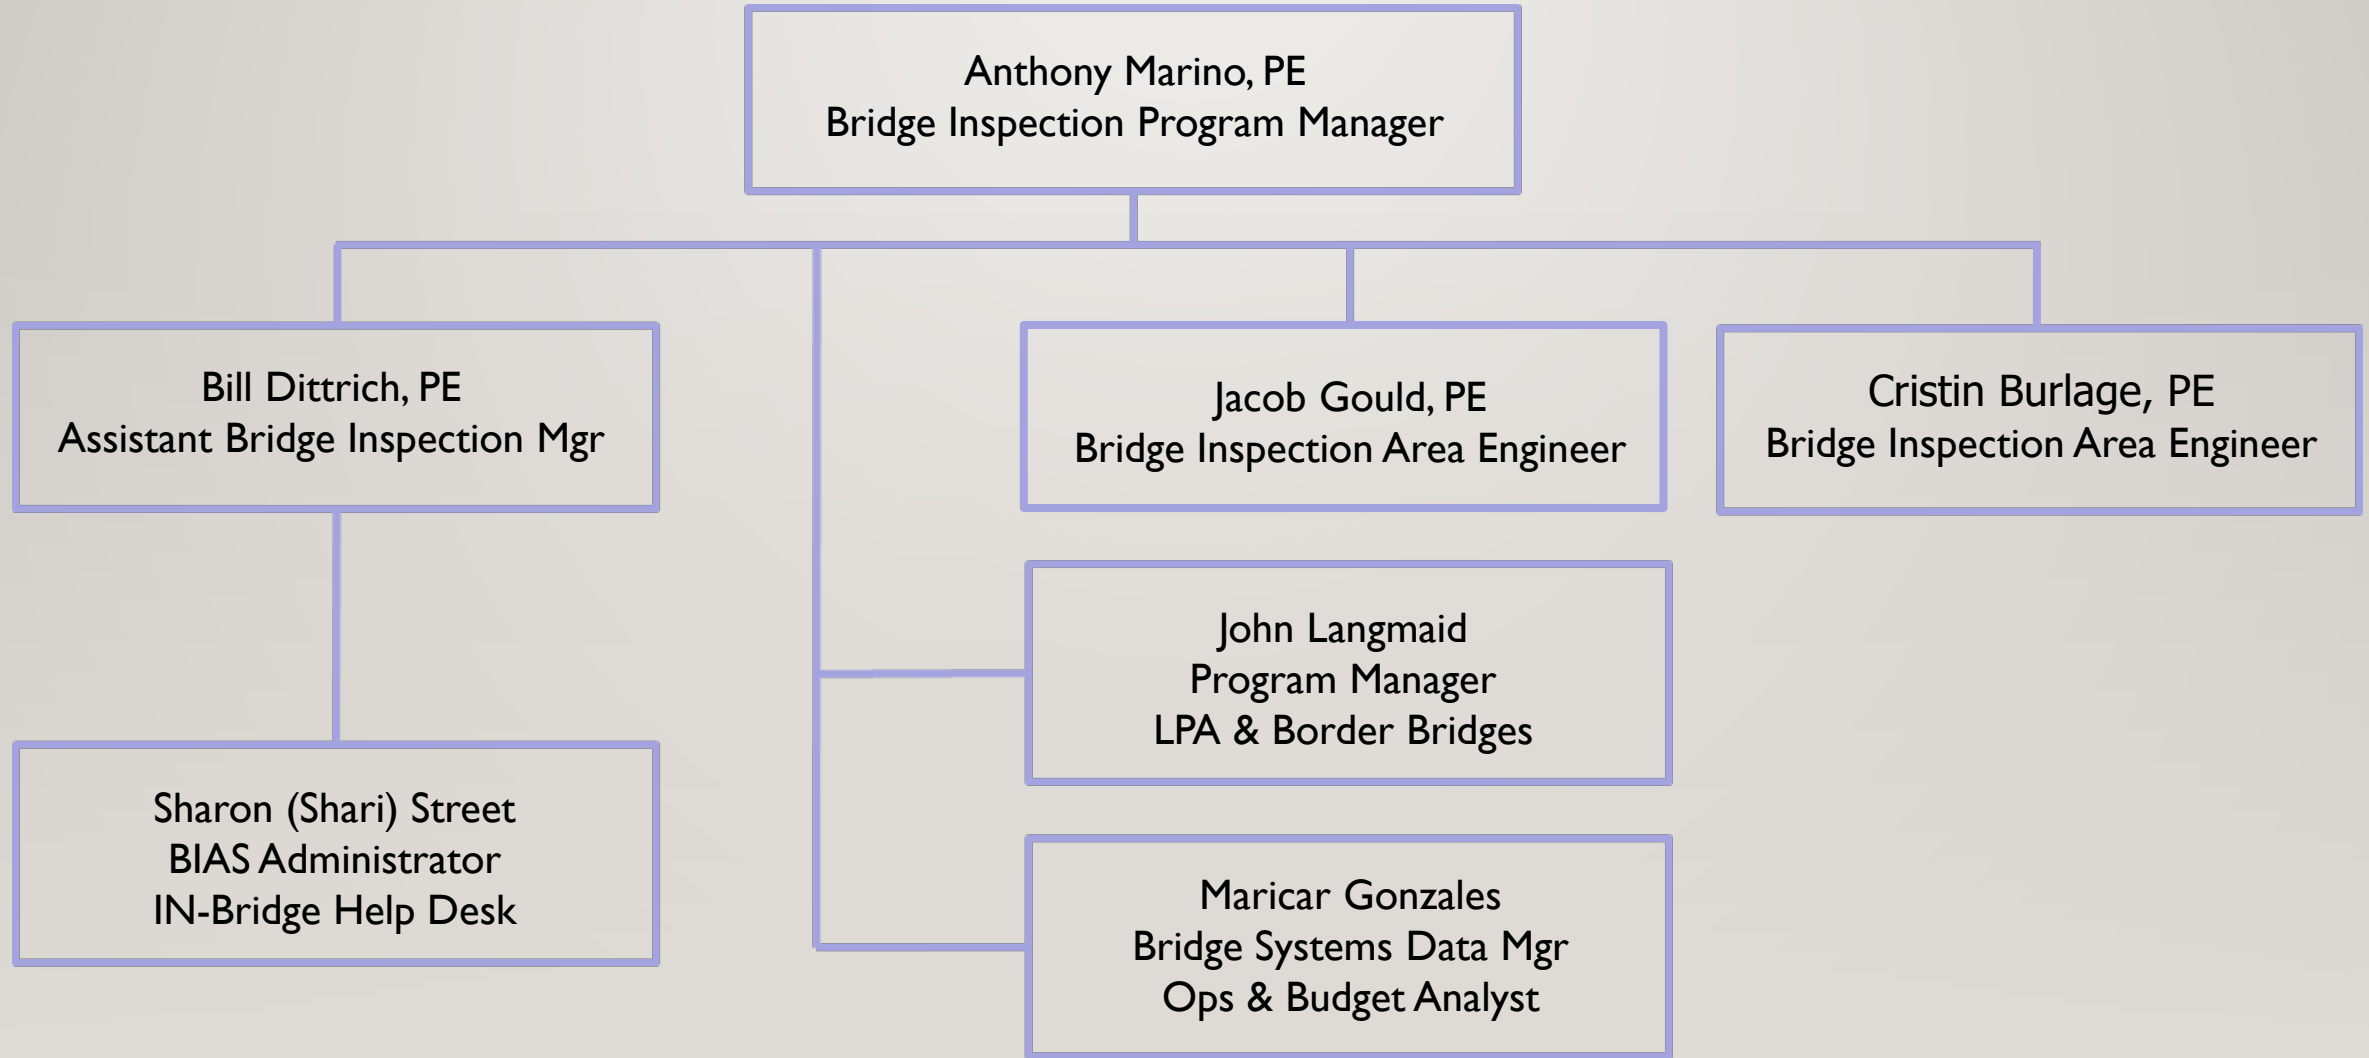 Anthony Marino, PE
Bridge Inspection Program Manager
Bill Dittrich, PE
Assistant Bridge Inspection Mgr
Jacob Gould, PE
Bridge Inspection Area Engineer
Cristin Burlage, PE
Bridge Inspection Area Engineer
John Langmaid
Program Manager
LPA & Border Bridges
Sharon (Shari) Street
BIAS Administrator
IN-Bridge Help Desk
Maricar Gonzales
Bridge Systems Data Mgr
Ops & Budget Analyst